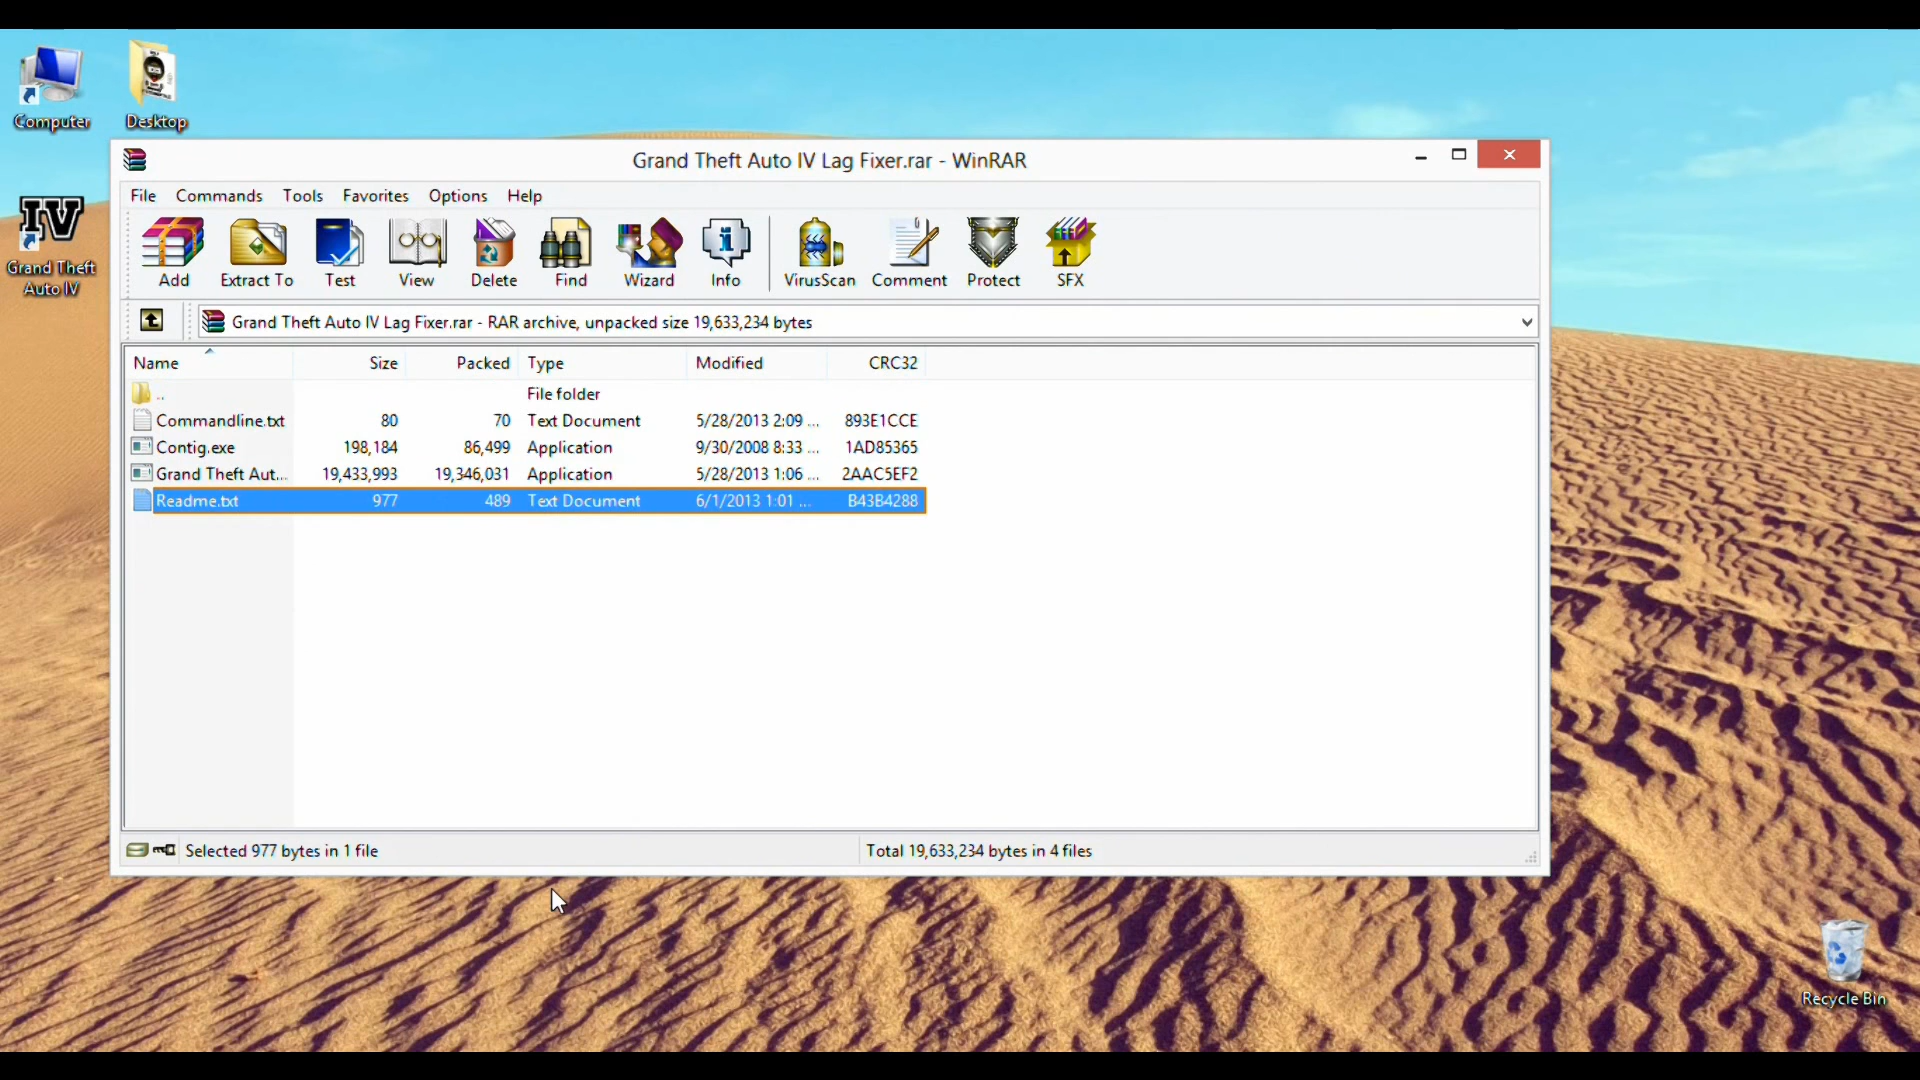 Computer
Desktop
IV
Grand Theft
Auto IV
Grand Theft Auto IV Lag Fixer.rar - WinRAR
File Commands Tools Favorites Options Help
Add Extract To Test View Delete Find Wizard Info VirusScan Comment Protect SFX
Grand Theft Auto IV Lag Fixer.rar - RAR archive, unpacked size 19,633,234 bytes
Name Size Packed Type Modified CRC32
.. File folder
Commandline.txt 80 70 Text Document 5/28/2013 2:09 ... 893E1CCE
Contig.exe 198,184 86,499 Application 9/30/2008 8:33 ... 1AD85365
Grand Theft Aut... 19,433,993 19,346,031 Application 5/28/2013 1:06 ... 2AAC5EF2
Readme.txt 977 489 Text Document 6/1/2013 1:01 ... B43B4288
Selected 977 bytes in 1 file Total 19,633,234 bytes in 4 files
Recycle Bin